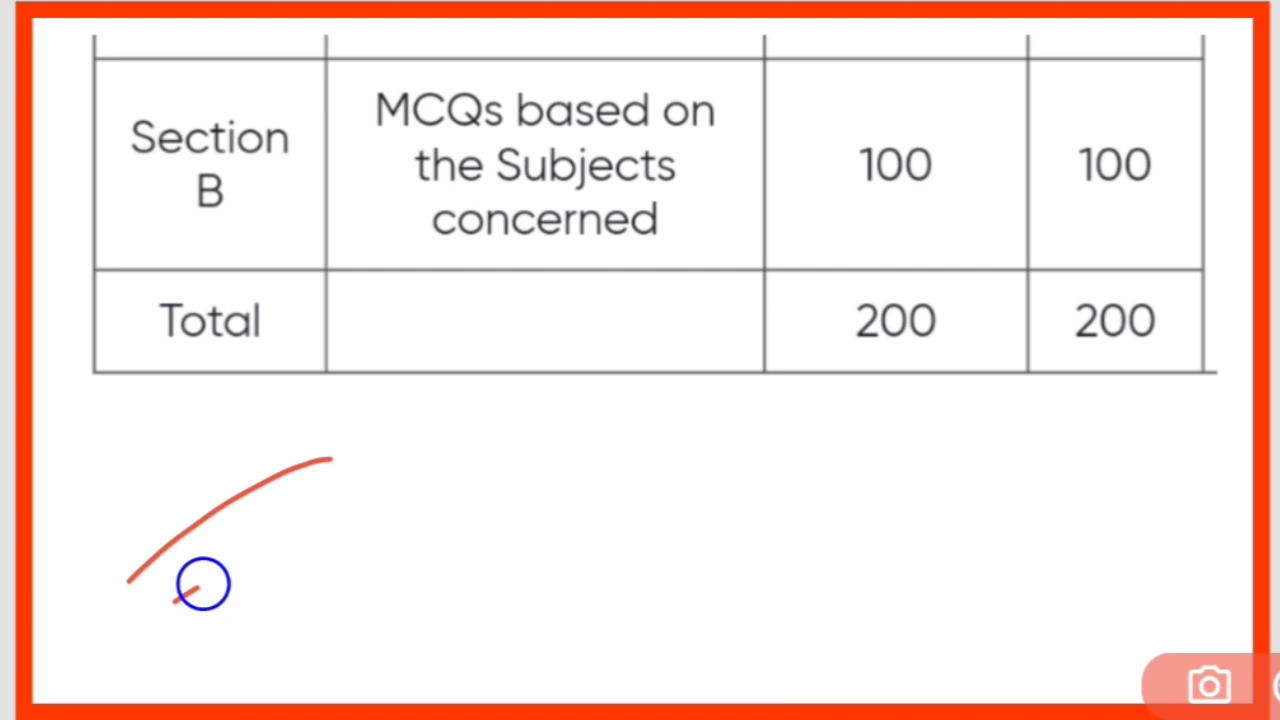 Section
B
MCQs based on
the Subjects
concerned
100
100
Total
200
200